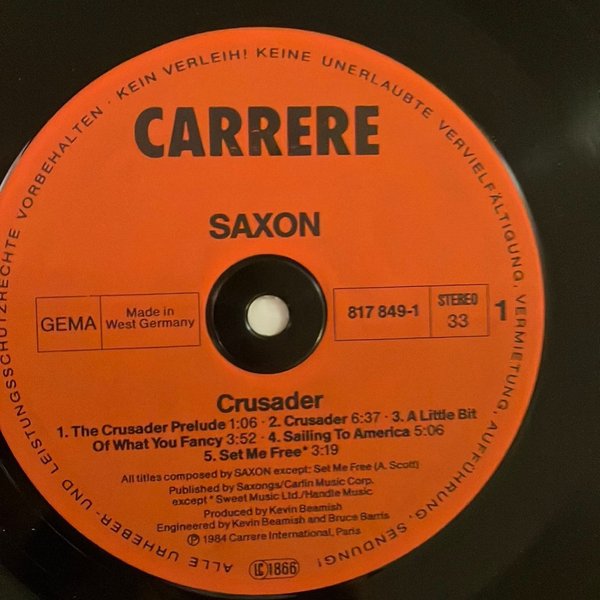 ALLE URHEBER- UND LEISTUNGSSCHUTZRECHTE VORBEHALTEN · KEIN VERLEIH! KEINE UNERLAUBTE VERVIELFÄLTIGUNG, VERMIETUNG, AUFFÜHRUNG, SENDUNG!
CARRERE
SAXON
GEMA
Made in
West Germany
817 849-1
STEREO
33
1
Crusader
1. The Crusader Prelude 1:06 · 2. Crusader 6:37 · 3. A Little Bit
Of What You Fancy 3:52 · 4. Sailing To America 5:06
5. Set Me Free* 3:19
All titles composed by SAXON except: Set Me Free (A. Scott)
Published by Saxongs/Carlin Music Corp.
except * Sweet Music Ltd./Handle Music
Produced by Kevin Beamish
Engineered by Kevin Beamish and Bruce Barris
Ⓟ 1984 Carrere International, Paris
LC 1866